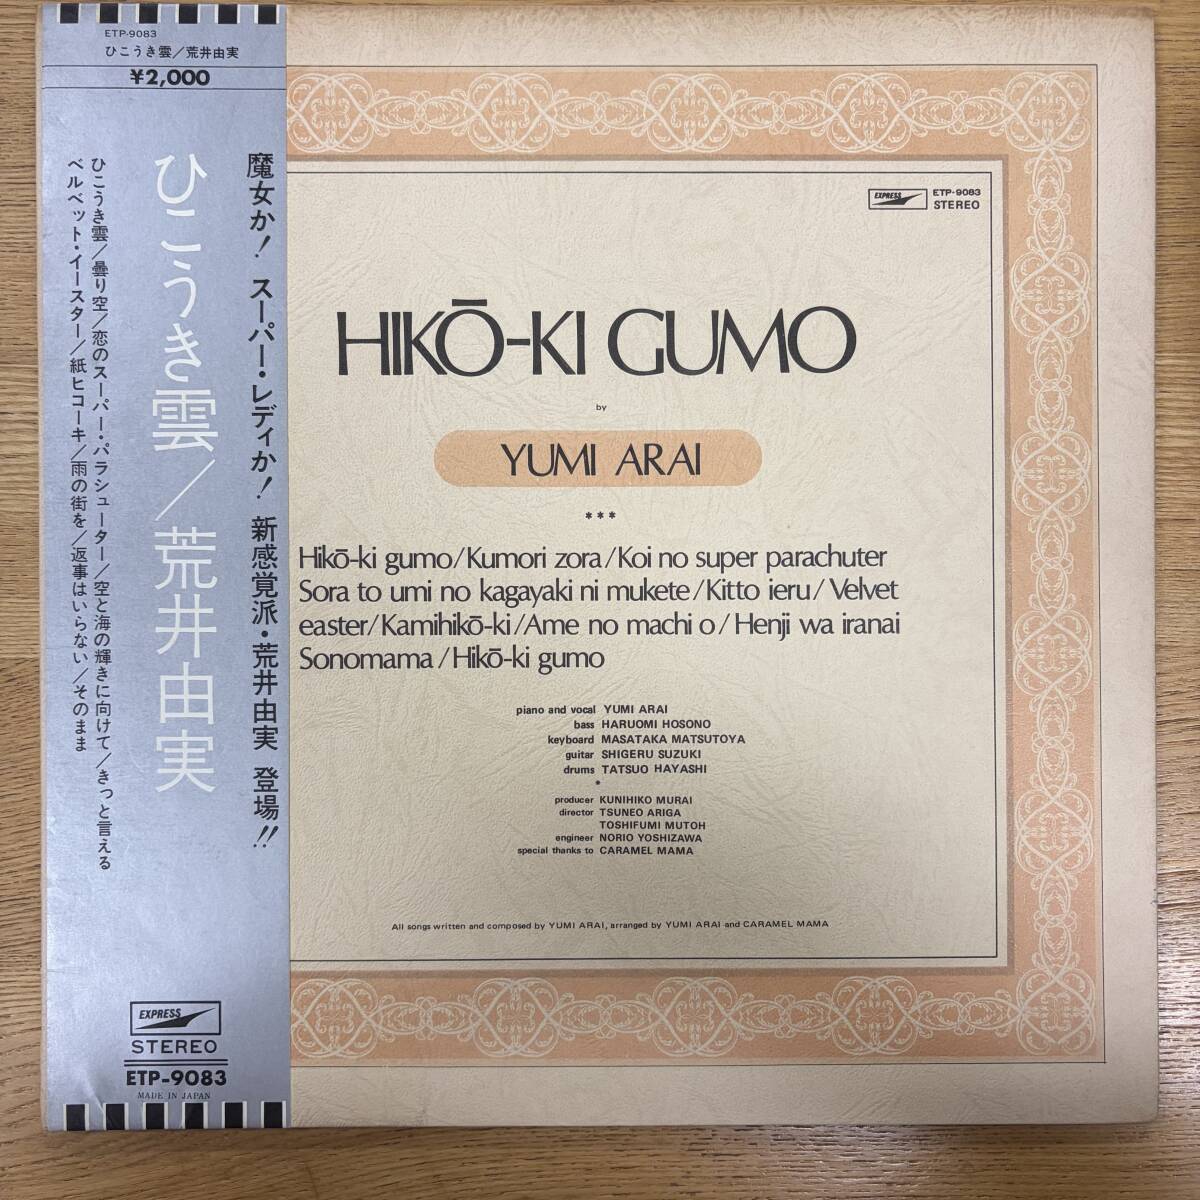 ETP-9083
ひこうき雲／荒井由実
¥2,000
魔女か！ スーパー・レディか！ 新感覚派・荒井由実 登場!!
ひこうき雲／荒井由実
ひこうき雲／曇り空／恋のスーパー・パラシューター／空と海の輝きに向けて／きっと言える
ベルベット・イースター／紙ヒコーキ／雨の街を／返事はいらない／そのまま
EXPRESS
STEREO
ETP-9083
MADE IN JAPAN
EXPRESS
ETP-9083
STEREO
HIKŌ-KI GUMO
by
YUMI ARAI
***
Hikō-ki gumo/Kumori zora/Koi no super parachuter
Sora to umi no kagayaki ni mukete/Kitto ieru/Velvet
easter/Kamihikō-ki/Ame no machi o/Henji wa iranai
Sonomama/Hikō-ki gumo
piano and vocal YUMI ARAI
bass HARUOMI HOSONO
keyboard MASATAKA MATSUTOYA
guitar SHIGERU SUZUKI
drums TATSUO HAYASHI
*
producer KUNIHIKO MURAI
director TSUNEO ARIGA
TOSHIFUMI MUTOH
engineer NORIO YOSHIZAWA
special thanks to CARAMEL MAMA
All songs written and composed by YUMI ARAI, arranged by YUMI ARAI and CARAMEL MAMA